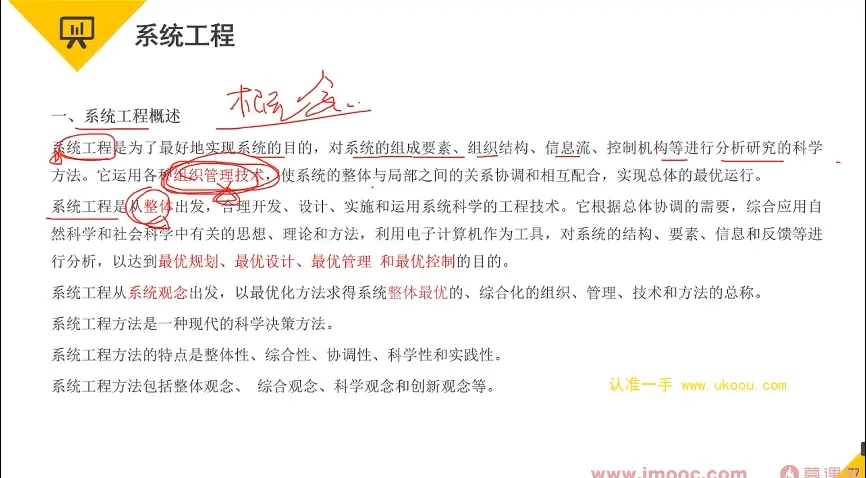 系统工程
一、系统工程概述
概念
系统工程是为了最好地实现系统的目的，对系统的组成要素、组织结构、信息流、控制机构等进行分析研究的科学
方法。它运用各种组织管理技术，使系统的整体与局部之间的关系协调和相互配合，实现总体的最优运行。
系统工程是从整体出发，合理开发、设计、实施和运用系统科学的工程技术。它根据总体协调的需要，综合应用自
然科学和社会科学中有关的思想、理论和方法，利用电子计算机作为工具，对系统的结构、要素、信息和反馈等进
行分析，以达到最优规划、最优设计、最优管理 和最优控制的目的。
系统工程从系统观念出发，以最优化方法求得系统整体最优的、综合化的组织、管理、技术和方法的总称。
系统工程方法是一种现代的科学决策方法。
系统工程方法的特点是整体性、综合性、协调性、科学性和实践性。
系统工程方法包括整体观念、 综合观念、科学观念和创新观念等。
认准一手 www.ukoou.com
www.imooc.com
77